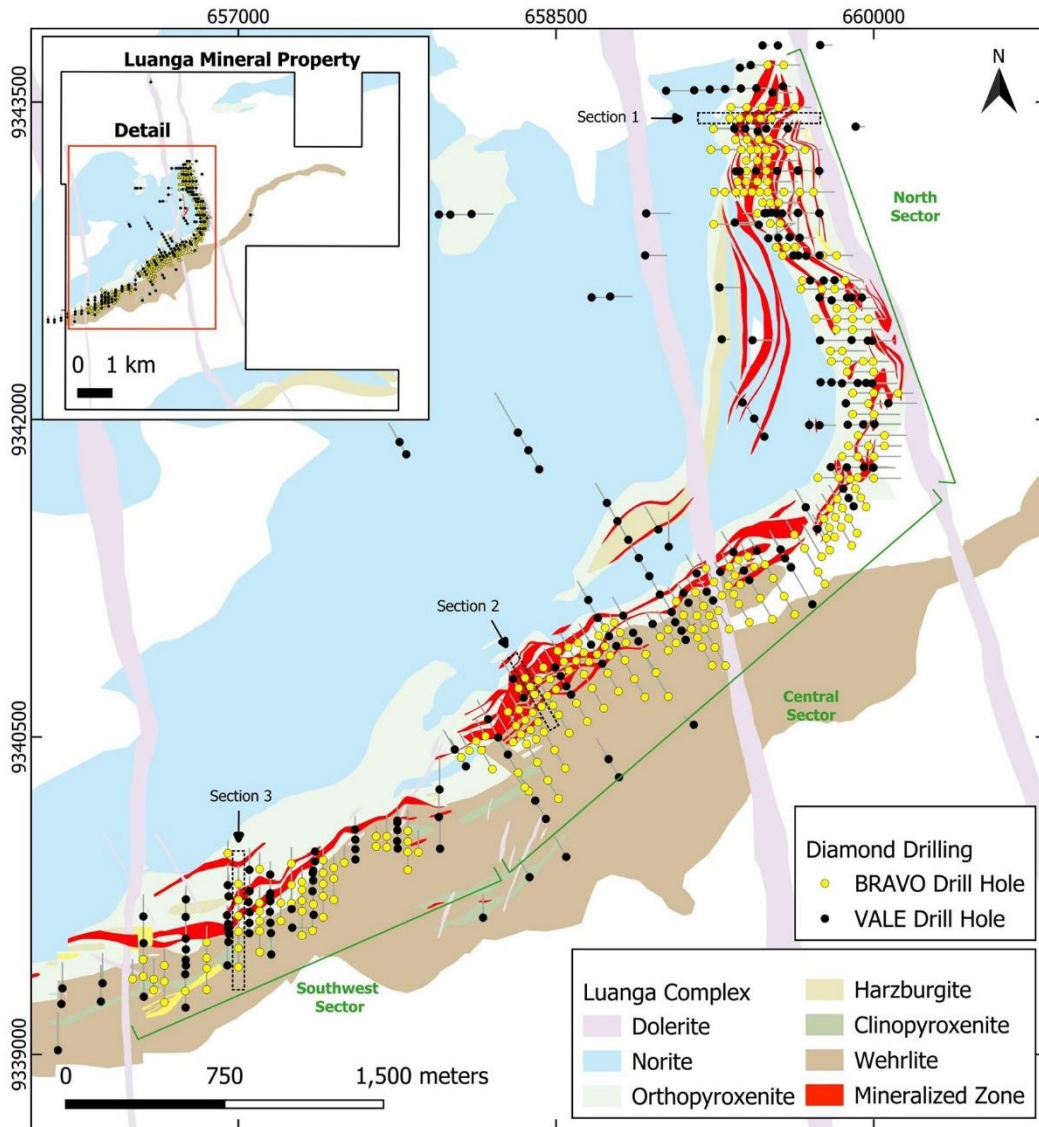 657000
658500
660000
Luanga Mineral Property
Detail
0 1 km
N
Section 1
North
Sector
Section 2
Central
Sector
Section 3
Southwest
Sector
9343500
9342000
9340500
9339000
0 750 1,500 meters
Diamond Drilling
BRAVO Drill Hole
VALE Drill Hole
Luanga Complex
Dolerite
Norite
Orthopyroxenite
Harzburgite
Clinopyroxenite
Wehrlite
Mineralized Zone